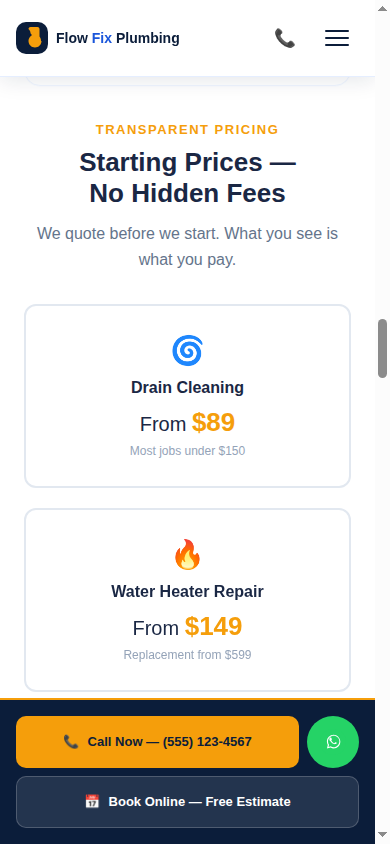 Flow Fix Plumbing
TRANSPARENT PRICING
Starting Prices —
No Hidden Fees
We quote before we start. What you see is
what you pay.
Drain Cleaning
From $89
Most jobs under $150
Water Heater Repair
From $149
Replacement from $599
Call Now — (555) 123-4567
Book Online — Free Estimate